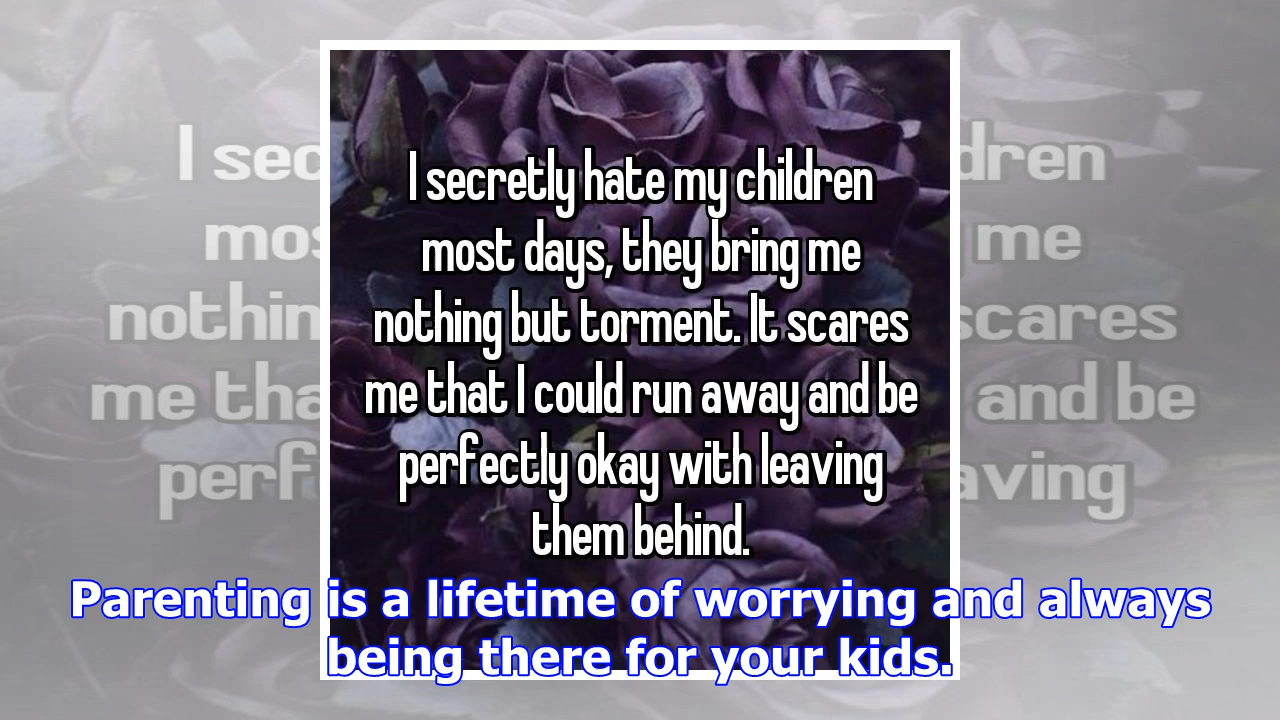 I secretly hate my children
most days, they bring me
nothing but torment. It scares
me that I could run away and be
perfectly okay with leaving
them behind.
Parenting is a lifetime of worrying and always
being there for your kids.